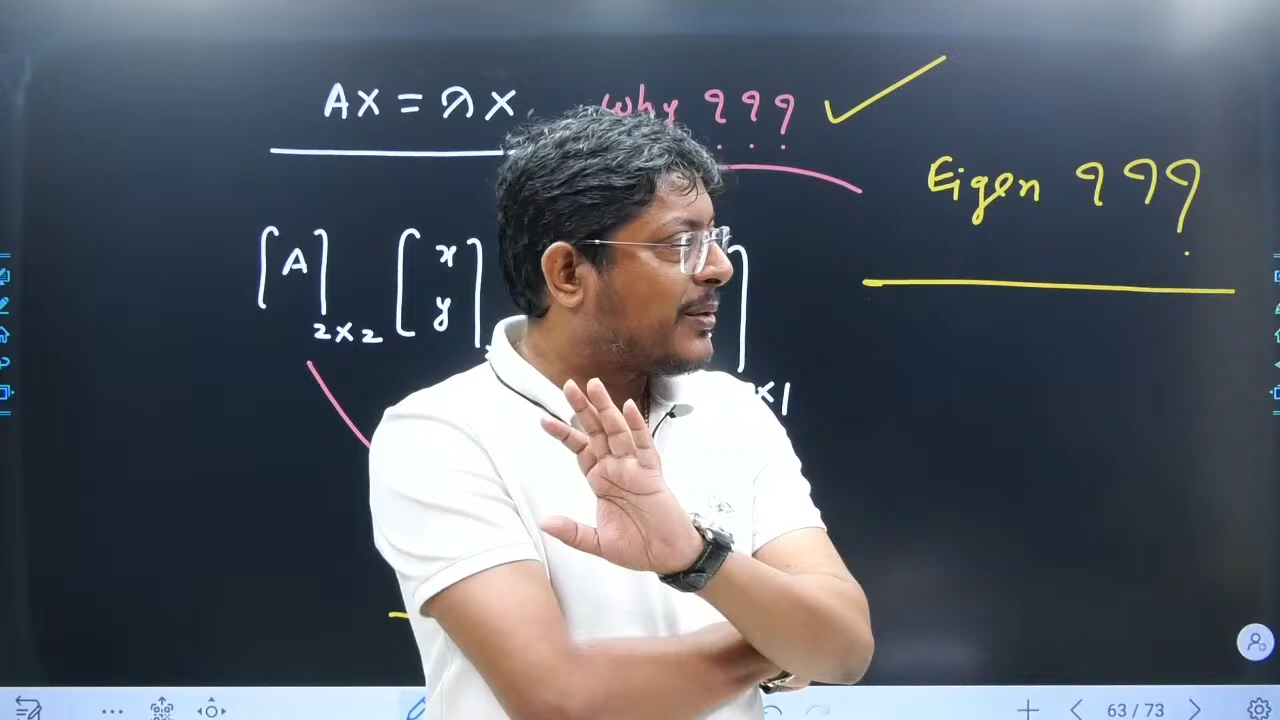 AX = λX Why ???
Eigen ???
[A]2×2 [x
y] ]×1
63 / 73